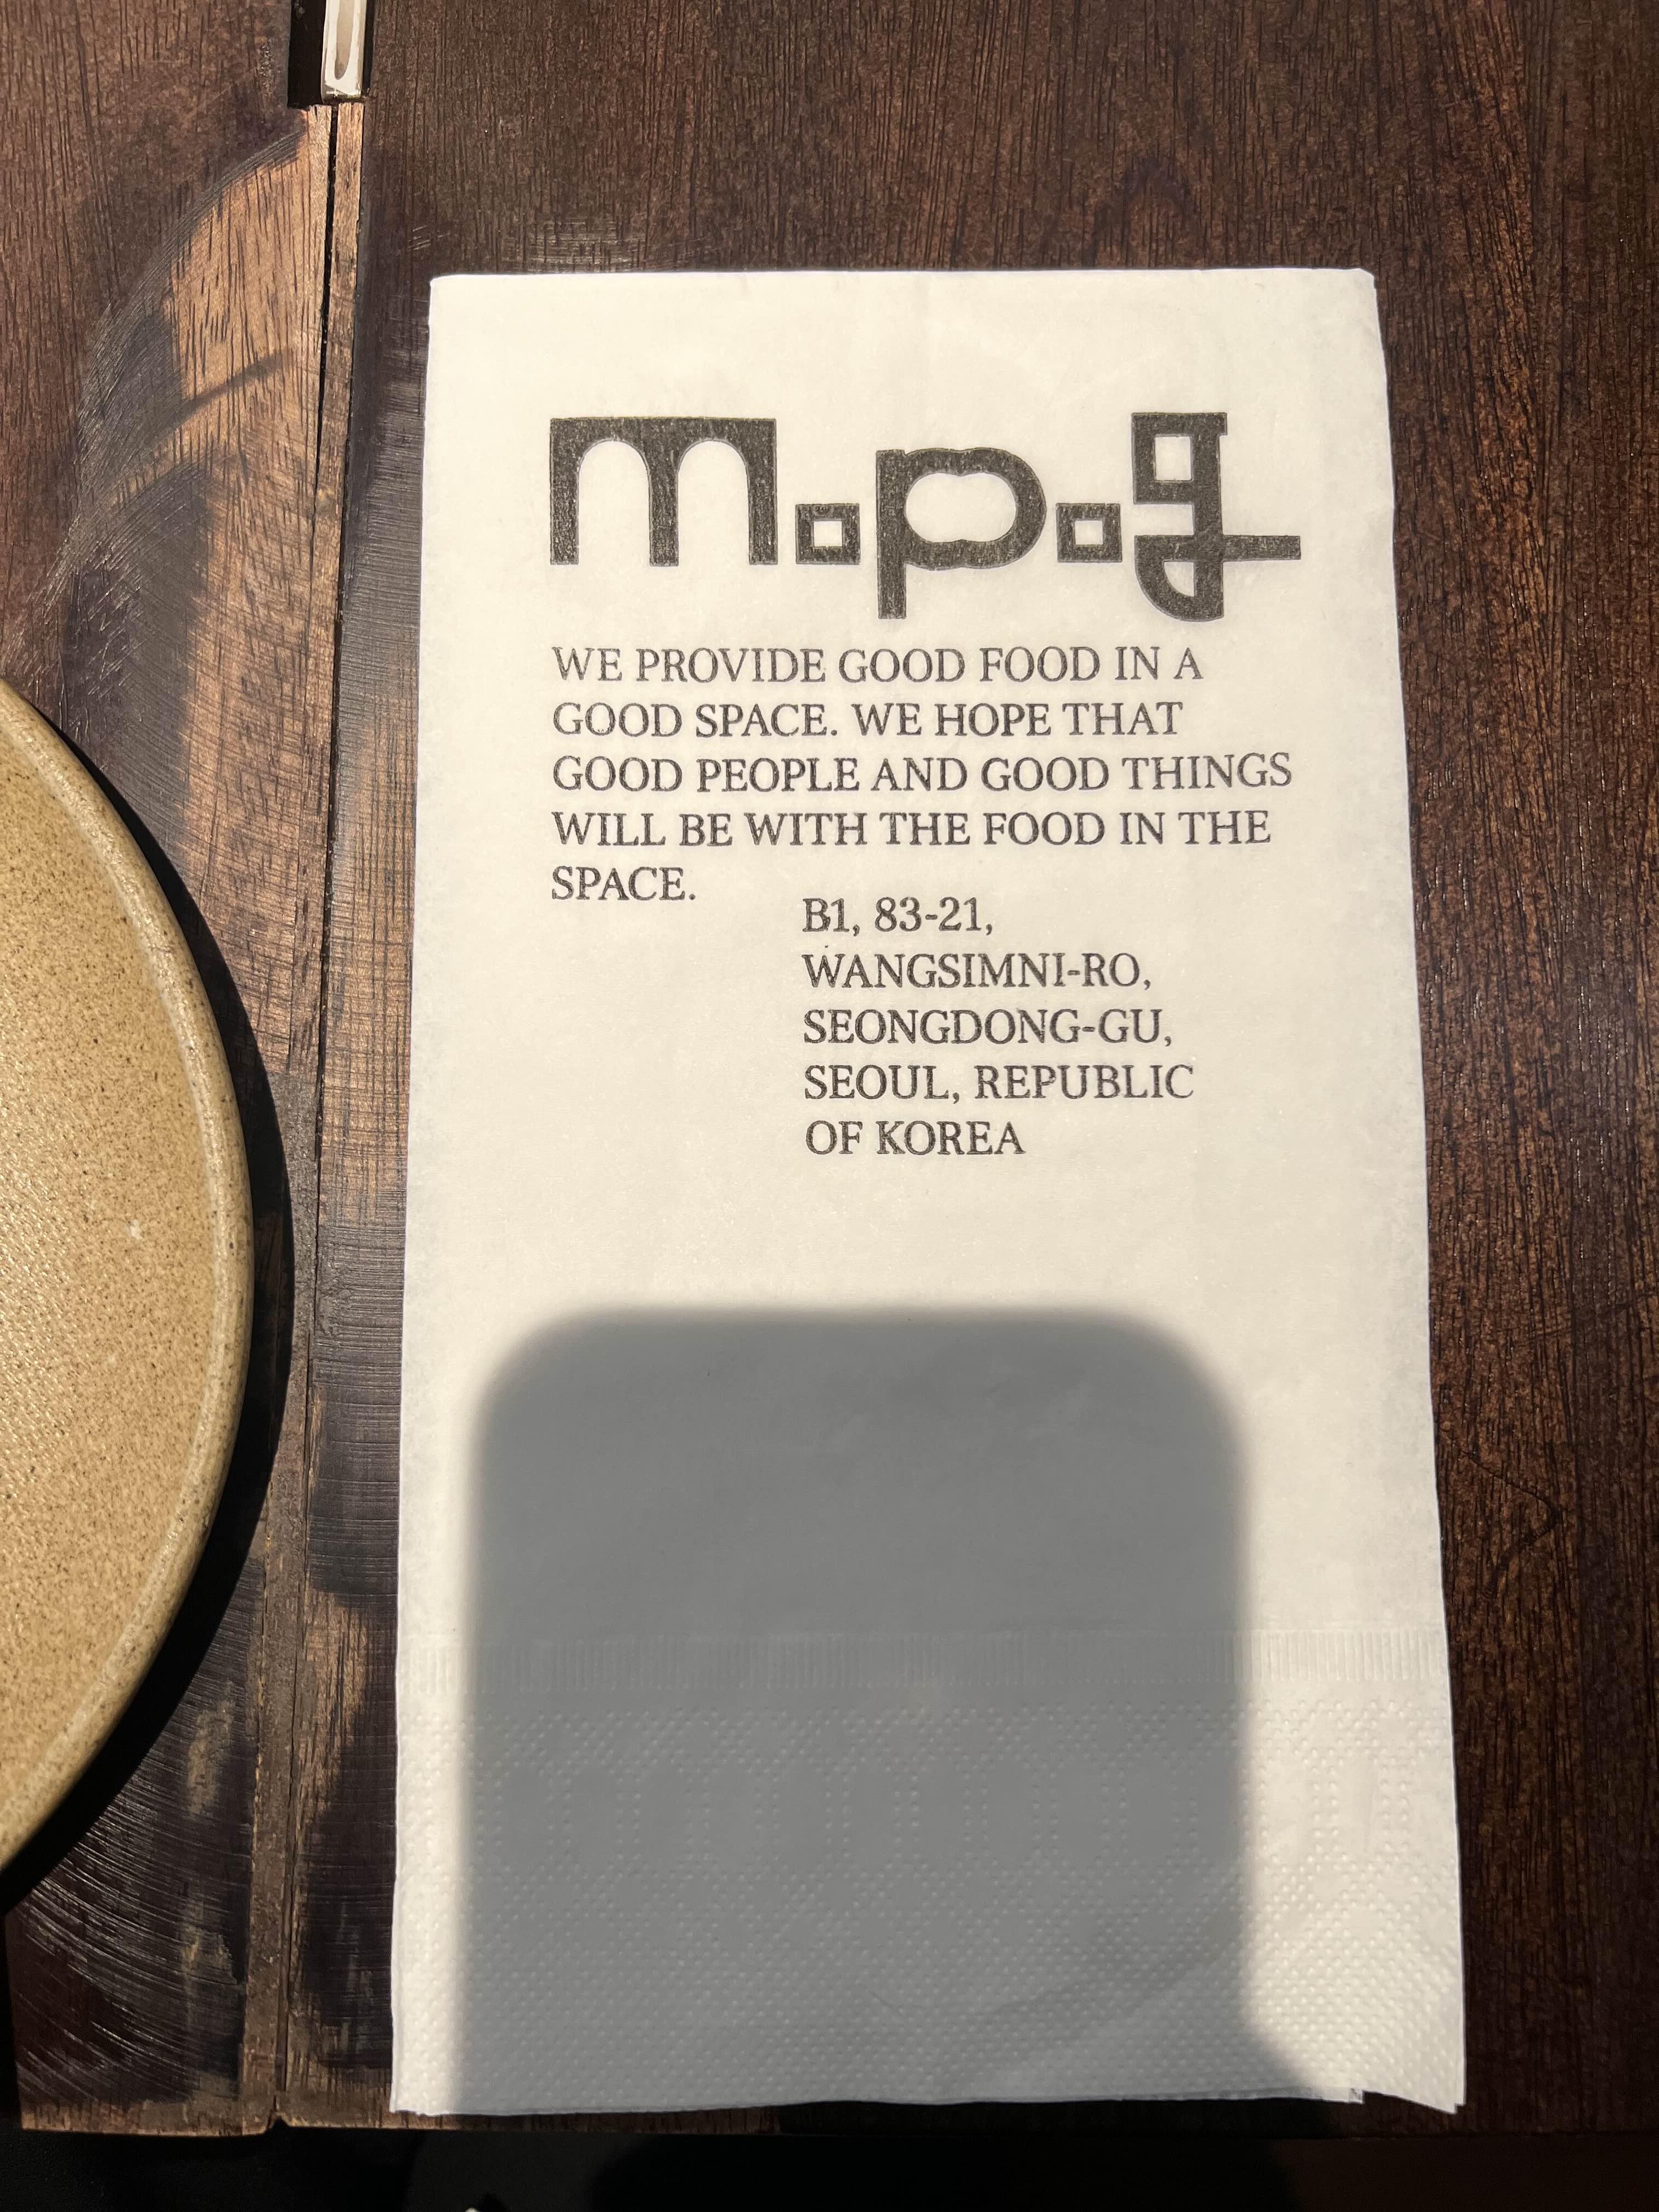 m.p.g
WE PROVIDE GOOD FOOD IN A
GOOD SPACE. WE HOPE THAT
GOOD PEOPLE AND GOOD THINGS
WILL BE WITH THE FOOD IN THE
SPACE.
B1, 83-21,
WANGSIMNI-RO,
SEONGDONG-GU,
SEOUL, REPUBLIC
OF KOREA